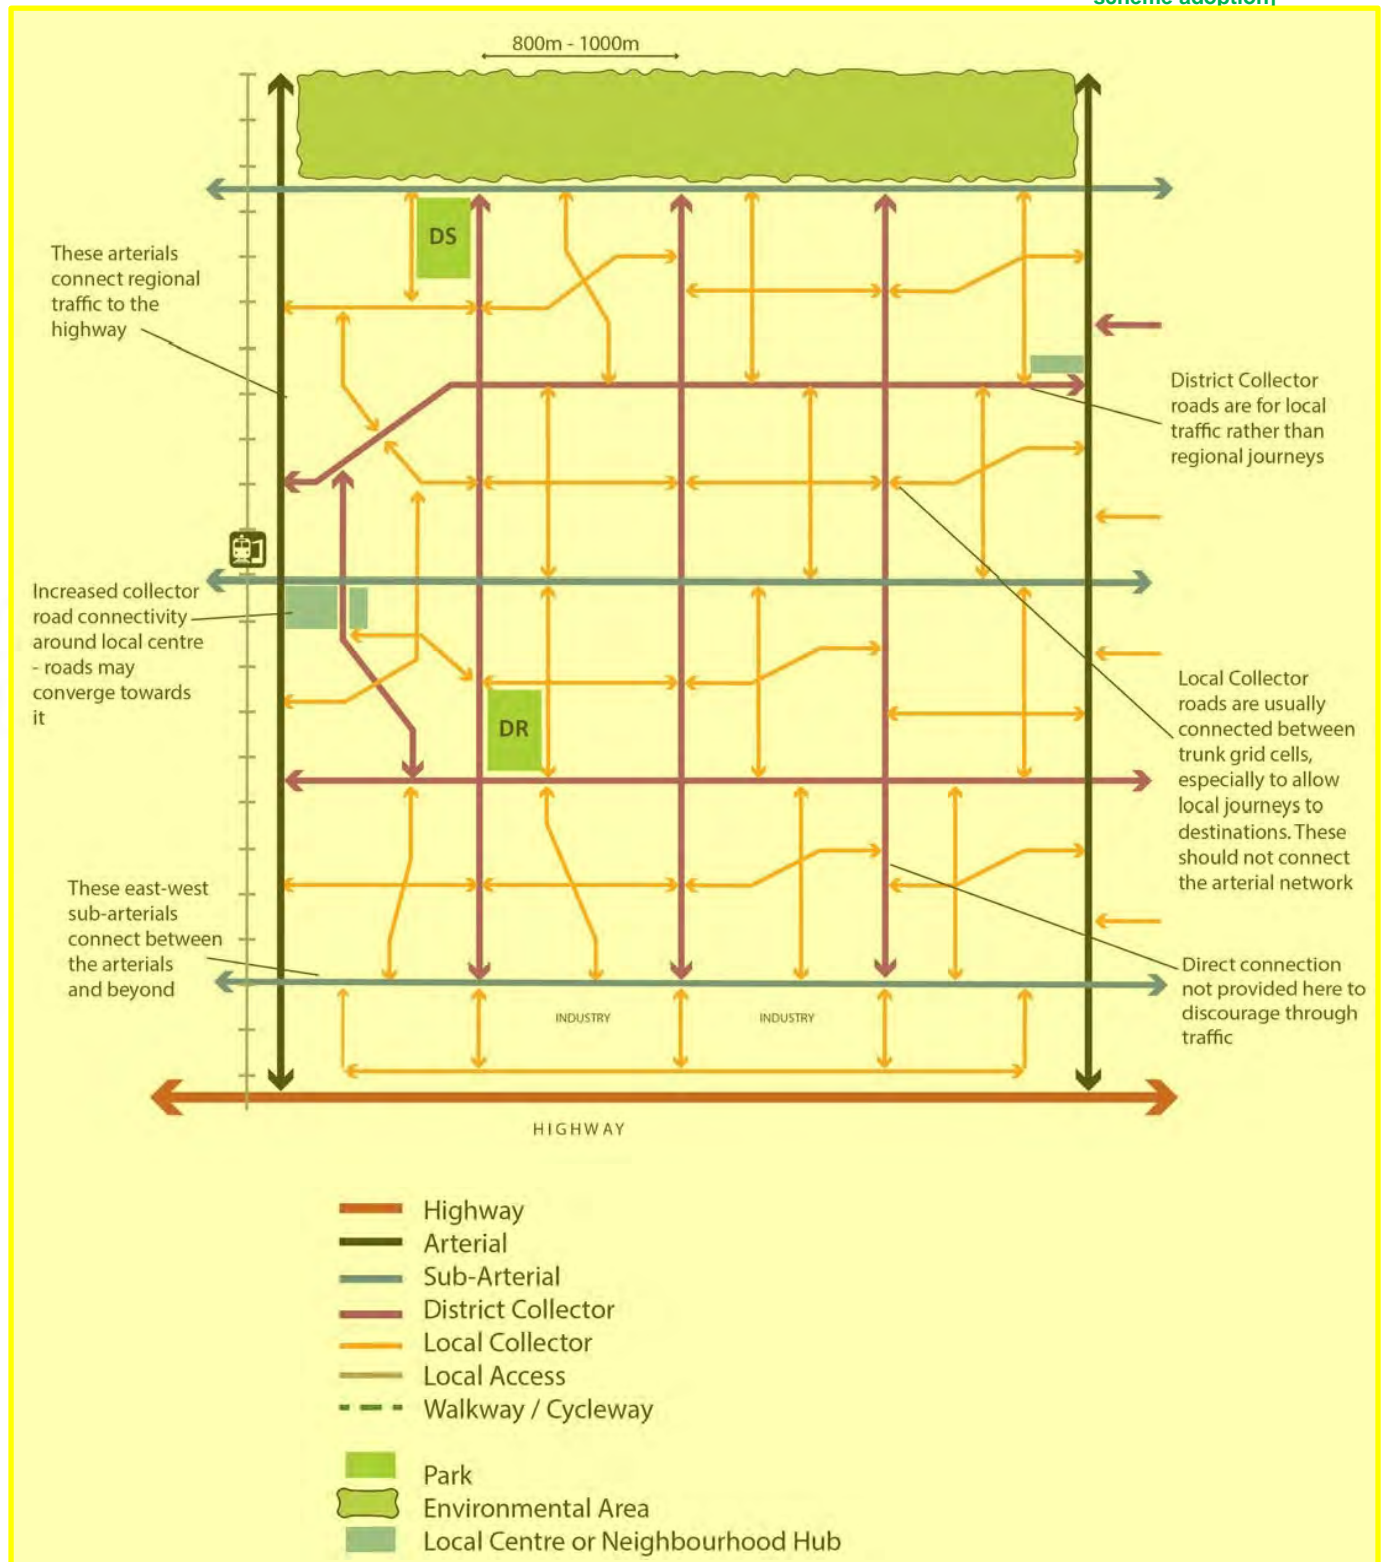 scheme adoption]
800m - 1000m
DS
These arterials
connect regional
traffic to the
highway
District Collector
roads are for local
traffic rather than
regional journeys
Increased collector
road connectivity
around local centre
- roads may
converge towards
it
Local Collector
roads are usually
connected between
trunk grid cells,
especially to allow
local journeys to
destinations. These
should not connect
the arterial network
DR
These east-west
sub-arterials
connect between
the arterials
and beyond
Direct connection
not provided here to
discourage through
traffic
INDUSTRY
INDUSTRY
HIGHWAY
Highway
Arterial
Sub-Arterial
District Collector
Local Collector
Local Access
Walkway / Cycleway
Park
Environmental Area
Local Centre or Neighbourhood Hub